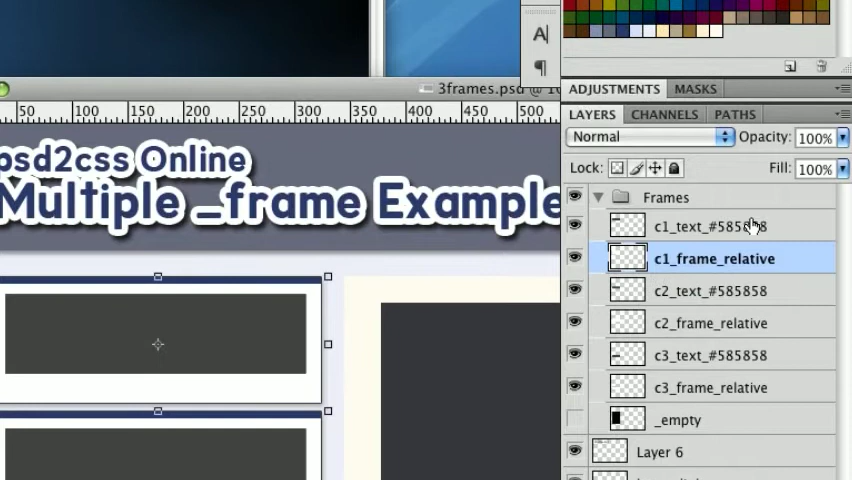 A
¶
ADJUSTMENTS MASKS
3frames.psd @ 10
LAYERS CHANNELS PATHS
50 100 150 200 250 300 350 400 450 500
Normal Opacity: 100%
Lock: Fill: 100%
psd2css Online
Multiple _frame Example
Frames
c1_text_#585858
c1_frame_relative
c2_text_#585858
c2_frame_relative
c3_text_#585858
c3_frame_relative
_empty
Layer 6